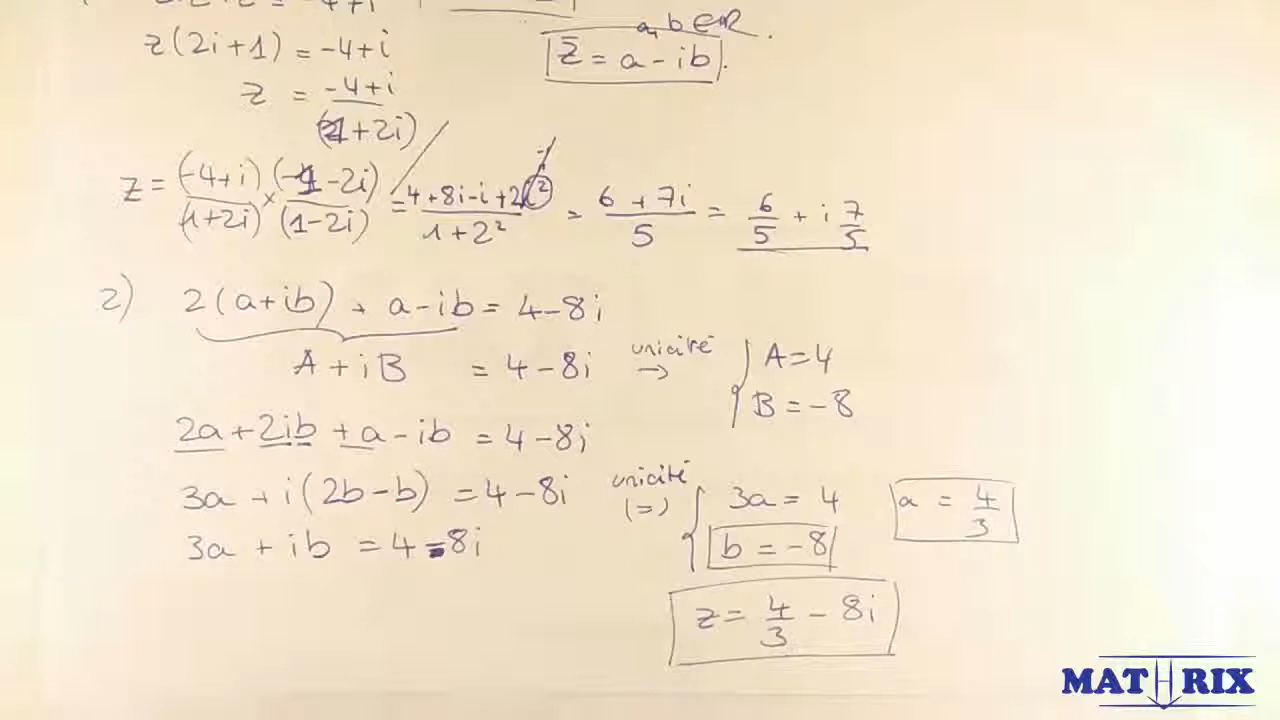 a, b ∈ ℝ.
z(2i+1) = -4+i
z̄ = a - ib.
z = (-4+i)/(1+2i)
z = (-4+i)/(1+2i) × (1-2i)/(1-2i) = (4+8i-i+2i²)/(1+2²) = (6+7i)/5 = 6/5 + i 7/5
-1
2) 2(a+ib) + a-ib = 4-8i
A+iB = 4-8i unicité → { A=4
B=-8
2a+2ib+a-ib = 4-8i
3a+i(2b-b) = 4-8i unicité (=) { 3a=4 a = 4/3
3a+ib = 4-8i b=-8
z = 4/3 - 8i
MATHRIX